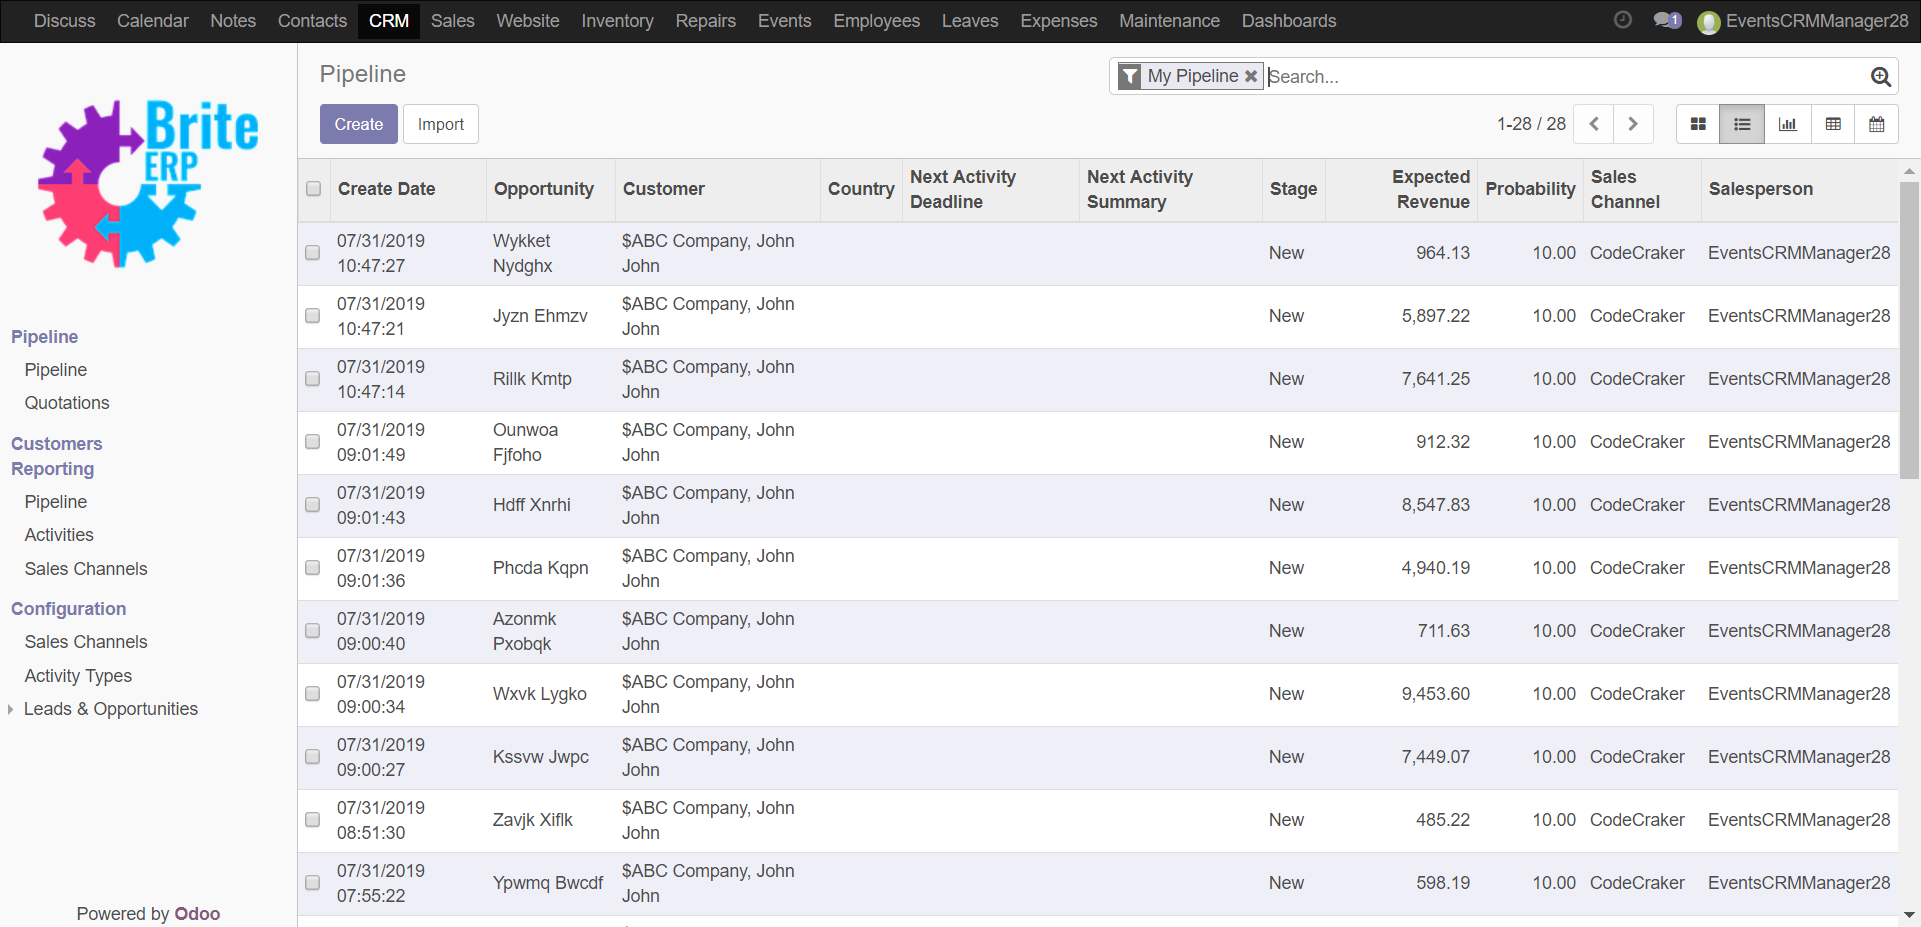 Discuss Calendar Notes Contacts CRM Sales Website Inventory Repairs Events Employees Leaves Expenses Maintenance Dashboards 1 EventsCRMManager28
Brite
ERP
Pipeline
Pipeline
Quotations
Customers
Reporting
Pipeline
Activities
Sales Channels
Configuration
Sales Channels
Activity Types
Leads & Opportunities
Powered by Odoo
Pipeline
My Pipeline Search...
Create Import
1-28 / 28
Create Date Opportunity Customer Country Next Activity Deadline Next Activity Summary Stage Expected Revenue Probability Sales Channel Salesperson
07/31/2019 10:47:27 Wykket Nydghx $ABC Company, John John New 964.13 10.00 CodeCraker EventsCRMManager28
07/31/2019 10:47:21 Jyzn Ehmzv $ABC Company, John John New 5,897.22 10.00 CodeCraker EventsCRMManager28
07/31/2019 10:47:14 Rillk Kmtp $ABC Company, John John New 7,641.25 10.00 CodeCraker EventsCRMManager28
07/31/2019 09:01:49 Ounwoa Fjfoho $ABC Company, John John New 912.32 10.00 CodeCraker EventsCRMManager28
07/31/2019 09:01:43 Hdff Xnrhi $ABC Company, John John New 8,547.83 10.00 CodeCraker EventsCRMManager28
07/31/2019 09:01:36 Phcda Kqpn $ABC Company, John John New 4,940.19 10.00 CodeCraker EventsCRMManager28
07/31/2019 09:00:40 Azonmk Pxobqk $ABC Company, John John New 711.63 10.00 CodeCraker EventsCRMManager28
07/31/2019 09:00:34 Wxvk Lygko $ABC Company, John John New 9,453.60 10.00 CodeCraker EventsCRMManager28
07/31/2019 09:00:27 Kssvw Jwpc $ABC Company, John John New 7,449.07 10.00 CodeCraker EventsCRMManager28
07/31/2019 08:51:30 Zavjk Xiflk $ABC Company, John John New 485.22 10.00 CodeCraker EventsCRMManager28
07/31/2019 07:55:22 Ypwmq Bwcdf $ABC Company, John John New 598.19 10.00 CodeCraker EventsCRMManager28